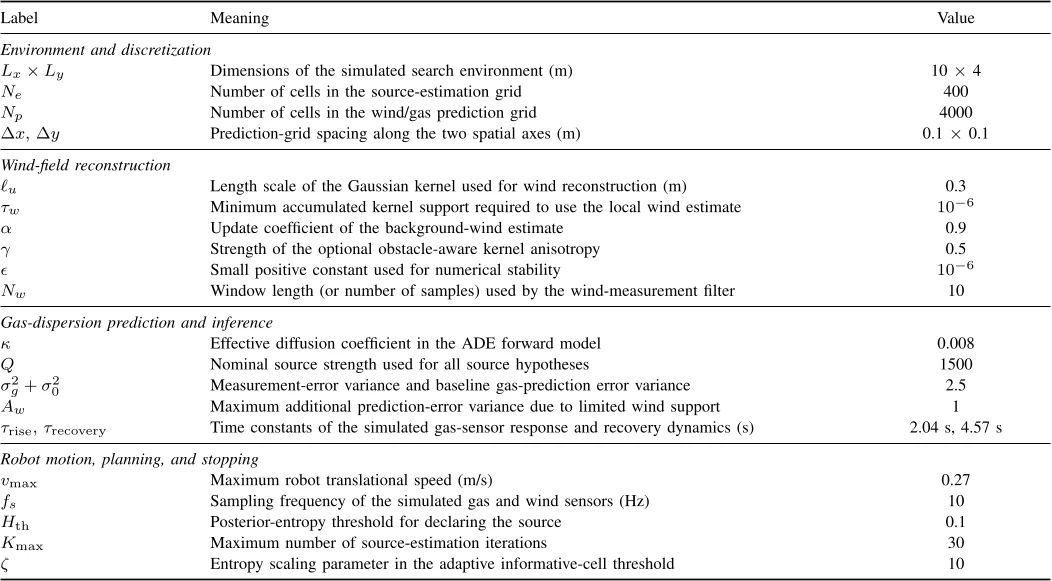 Label Meaning Value
Environment and discretization
Lx × Ly Dimensions of the simulated search environment (m) 10 × 4
Ne Number of cells in the source-estimation grid 400
Np Number of cells in the wind/gas prediction grid 4000
Δx, Δy Prediction-grid spacing along the two spatial axes (m) 0.1 × 0.1
Wind-field reconstruction
ℓu Length scale of the Gaussian kernel used for wind reconstruction (m) 0.3
τw Minimum accumulated kernel support required to use the local wind estimate 10⁻⁶
α Update coefficient of the background-wind estimate 0.9
γ Strength of the optional obstacle-aware kernel anisotropy 0.5
ϵ Small positive constant used for numerical stability 10⁻⁶
Nw Window length (or number of samples) used by the wind-measurement filter 10
Gas-dispersion prediction and inference
κ Effective diffusion coefficient in the ADE forward model 0.008
Q Nominal source strength used for all source hypotheses 1500
σ_g² + σ_0² Measurement-error variance and baseline gas-prediction error variance 2.5
Aw Maximum additional prediction-error variance due to limited wind support 1
τrise, τrecovery Time constants of the simulated gas-sensor response and recovery dynamics (s) 2.04 s, 4.57 s
Robot motion, planning, and stopping
vmax Maximum robot translational speed (m/s) 0.27
fs Sampling frequency of the simulated gas and wind sensors (Hz) 10
Hth Posterior-entropy threshold for declaring the source 0.1
Kmax Maximum number of source-estimation iterations 30
ζ Entropy scaling parameter in the adaptive informative-cell threshold 10